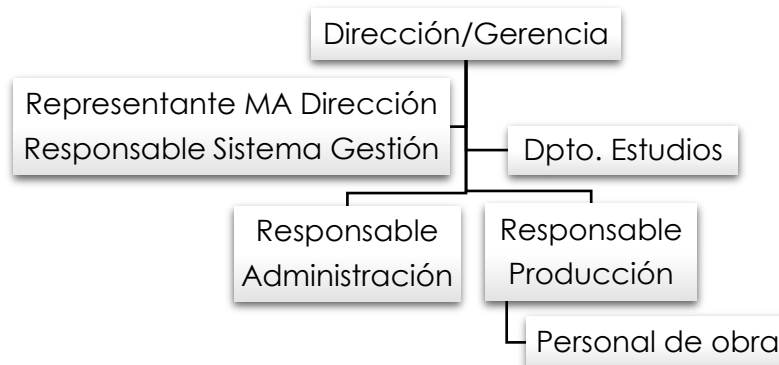 Dirección/Gerencia
Representante MA Dirección
Responsable Sistema Gestión
Dpto. Estudios
Responsable
Administración
Responsable
Producción
Personal de obra